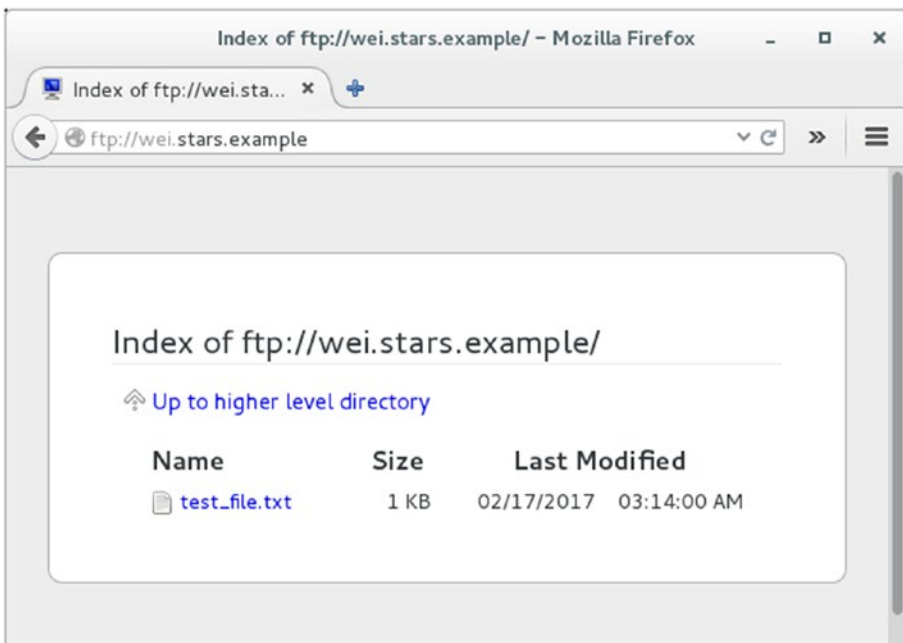 Index of ftp://wei.stars.example/ – Mozilla Firefox
Index of ftp://wei.sta...
ftp://wei.stars.example
Index of ftp://wei.stars.example/
Up to higher level directory
Name Size Last Modified
test_file.txt 1 KB 02/17/2017 03:14:00 AM